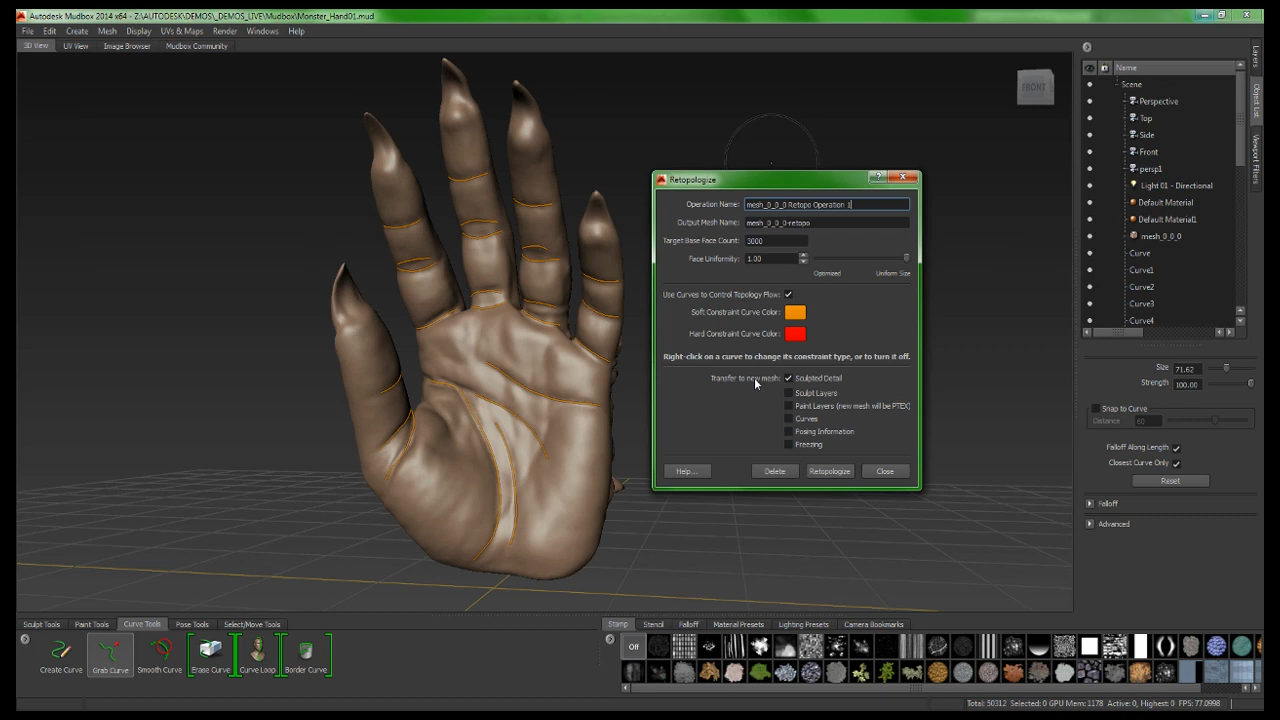 Autodesk Mudbox 2014 x64 - Z:\AUTODESK\DEMOS\_DEMOS_LIVE\Mudbox\Monster_Hand01.mud
File Edit Create Mesh Display UVs & Maps Render Windows Help
3D View UV View Image Browser Mudbox Community
FRONT
Retopologize
Operation Name: mesh_0_0_0 Retopo Operation 1
Output Mesh Name: mesh_0_0_0-retopo
Target Base Face Count: 3000
Face Uniformity: 1.00
Optimized Uniform Size
Use Curves to Control Topology Flow:
Soft Constraint Curve Color:
Hard Constraint Curve Color:
Right-click on a curve to change its constraint type, or to turn it off.
Transfer to new mesh: Sculpted Detail
Sculpt Layers
Paint Layers (new mesh will be PTEX)
Curves
Posing Information
Freezing
Help... Delete Retopologize Close
Name
Scene
Perspective
Top
Side
Front
persp1
Light 01 - Directional
Default Material
Default Material1
mesh_0_0_0
Curve
Curve1
Curve2
Curve3
Curve4
Layers
Object List
Viewport Filters
Size 71.62
Strength 100.00
Snap to Curve
Distance 60
Falloff Along Length
Closest Curve Only
Reset
Falloff
Advanced
Sculpt Tools Paint Tools Curve Tools Pose Tools Select/Move Tools
Create Curve Grab Curve Smooth Curve Erase Curve Curve Loop Border Curve
Stamp Stencil Falloff Material Presets Lighting Presets Camera Bookmarks
Off
Total: 50312 Selected: 0 GPU Mem: 1178 Active: 0, Highest: 0 FPS: 77.0998